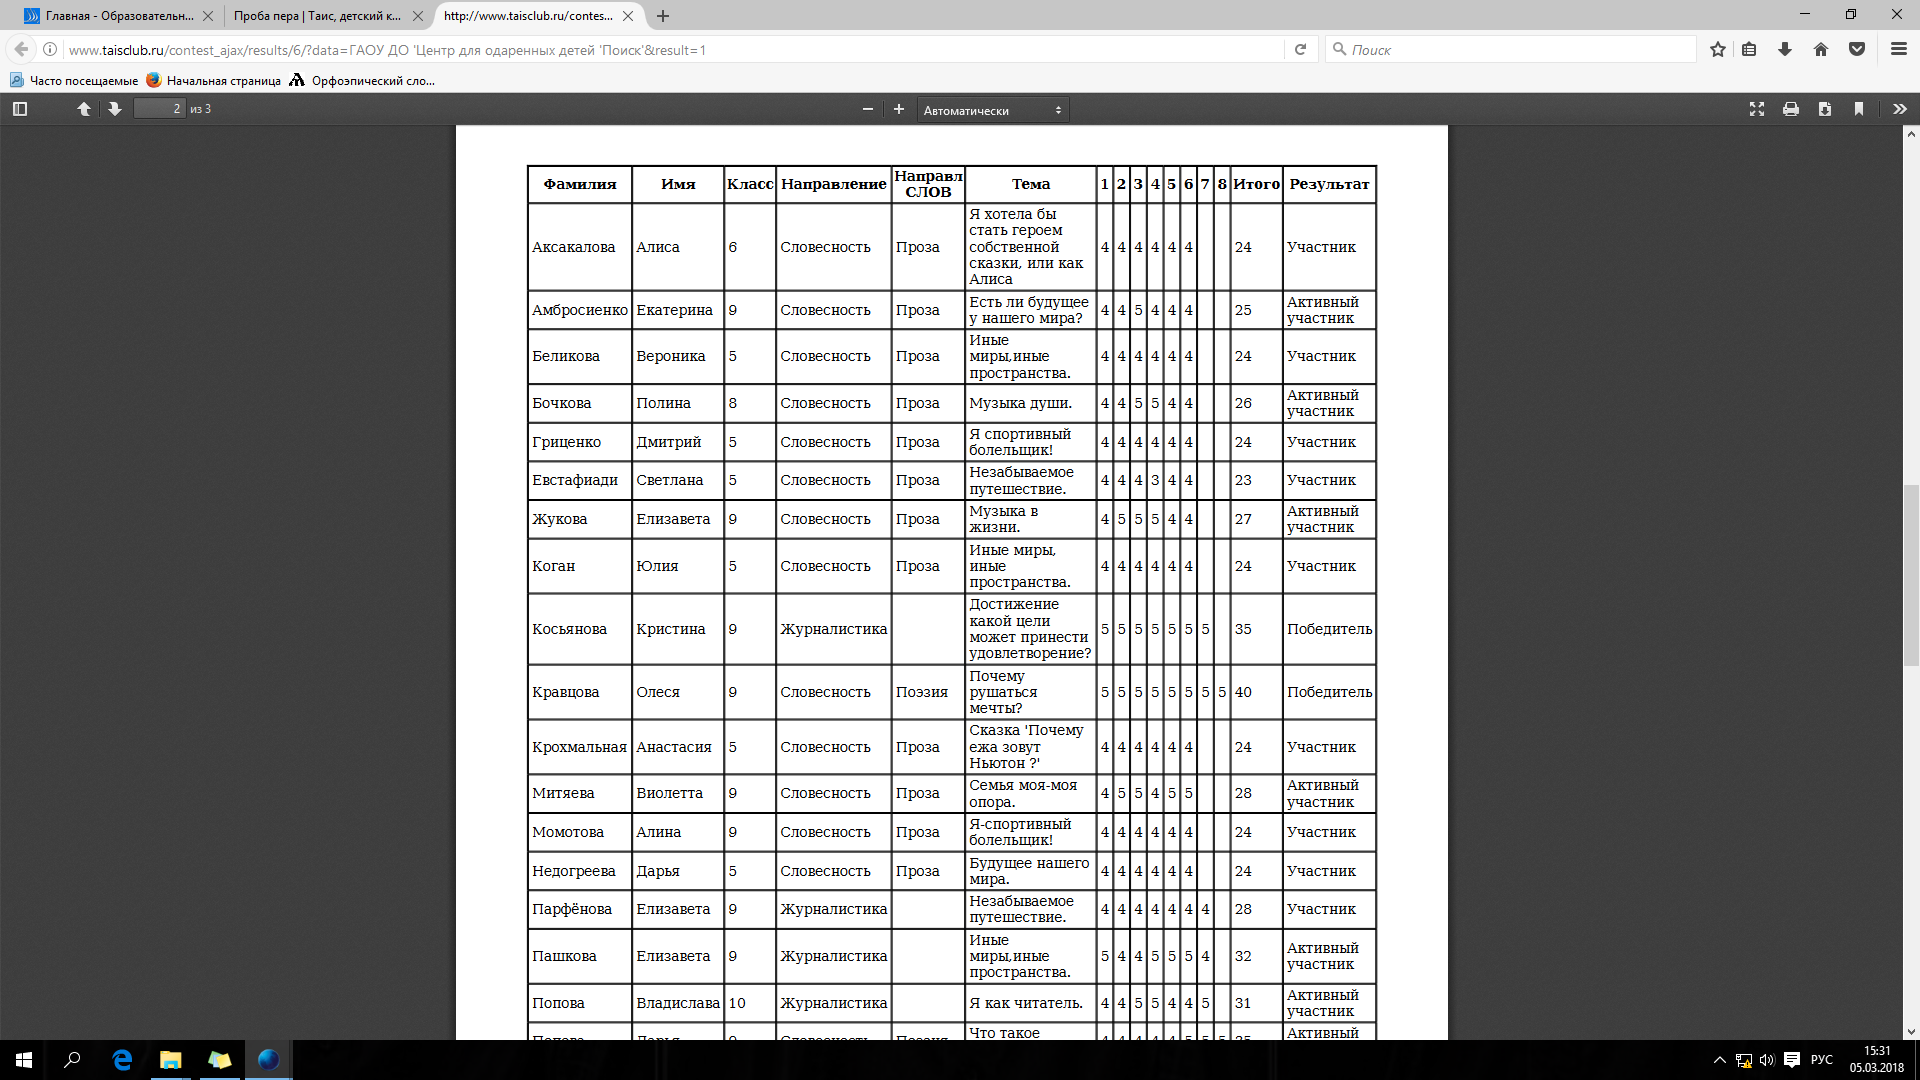 Главная - Образовательн...
Проба пера | Таис, детский к...
http://www.taisclub.ru/contes...
www.taisclub.ru/contest_ajax/results/6/?data=ГАОУ ДО 'Центр для одаренных детей 'Поиск'&result=1
Поиск
Часто посещаемые Начальная страница Орфоэпический сло...
2 из 3
Автоматически
Фамилия Имя Класс Направление Направл СЛОВ Тема 1 2 3 4 5 6 7 8 Итого Результат
Аксакалова Алиса 6 Словесность Проза Я хотела бы стать героем собственной сказки, или как Алиса 4 4 4 4 4 4 24 Участник
Амбросиенко Екатерина 9 Словесность Проза Есть ли будущее у нашего мира? 4 4 5 4 4 4 25 Активный участник
Беликова Вероника 5 Словесность Проза Иные миры,иные пространства. 4 4 4 4 4 4 24 Участник
Бочкова Полина 8 Словесность Проза Музыка души. 4 4 5 5 4 4 26 Активный участник
Гриценко Дмитрий 5 Словесность Проза Я спортивный болельщик! 4 4 4 4 4 4 24 Участник
Евстафиади Светлана 5 Словесность Проза Незабываемое путешествие. 4 4 4 3 4 4 23 Участник
Жукова Елизавета 9 Словесность Проза Музыка в жизни. 4 5 5 5 4 4 27 Активный участник
Коган Юлия 5 Словесность Проза Иные миры, иные пространства. 4 4 4 4 4 4 24 Участник
Косьянова Кристина 9 Журналистика Достижение какой цели может принести удовлетворение? 5 5 5 5 5 5 5 35 Победитель
Кравцова Олеся 9 Словесность Поэзия Почему рушаться мечты? 5 5 5 5 5 5 5 5 40 Победитель
Крохмальная Анастасия 5 Словесность Проза Сказка 'Почему ежа зовут Ньютон ?' 4 4 4 4 4 4 24 Участник
Митяева Виолетта 9 Словесность Проза Семья моя-моя опора. 4 5 5 4 5 5 28 Активный участник
Момотова Алина 9 Словесность Проза Я-спортивный болельщик! 4 4 4 4 4 4 24 Участник
Недогреева Дарья 5 Словесность Проза Будущее нашего мира. 4 4 4 4 4 4 24 Участник
Парфёнова Елизавета 9 Журналистика Незабываемое путешествие. 4 4 4 4 4 4 4 28 Участник
Пашкова Елизавета 9 Журналистика Иные миры,иные пространства. 5 4 4 5 5 5 4 32 Активный участник
Попова Владислава 10 Журналистика Я как читатель. 4 4 5 5 4 4 5 31 Активный участник
Что такое Активный
РУС
15:31
05.03.2018